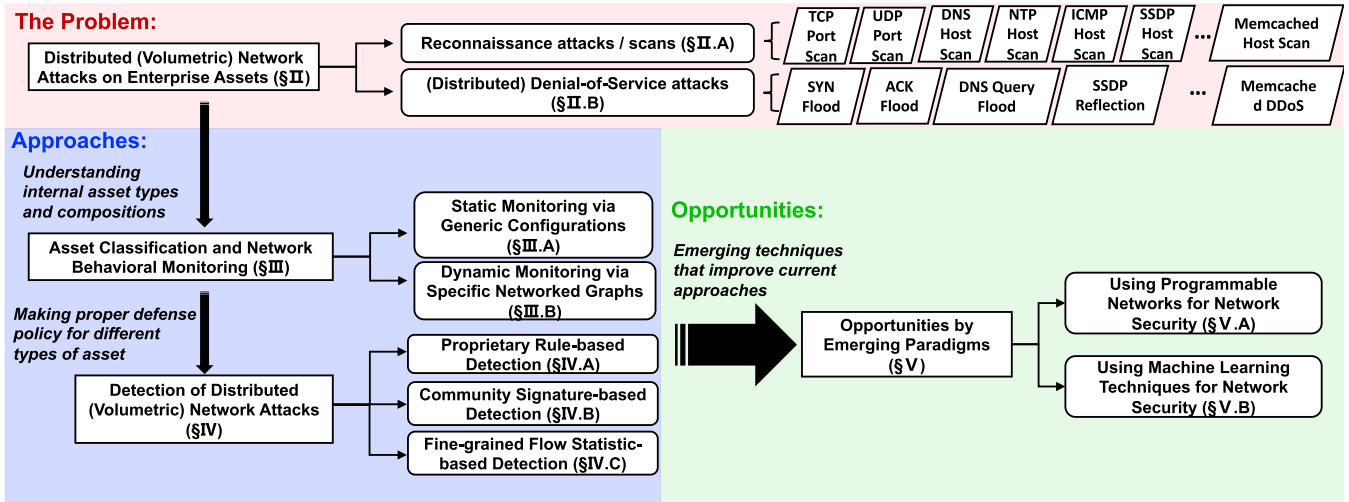 The Problem:
Distributed (Volumetric) Network
Attacks on Enterprise Assets (§II)
Reconnaissance attacks / scans (§II.A)
TCP
Port
Scan
UDP
Port
Scan
DNS
Host
Scan
NTP
Host
Scan
ICMP
Host
Scan
SSDP
Host
Scan
...
Memcached
Host Scan
(Distributed) Denial-of-Service attacks
(§II.B)
SYN
Flood
ACK
Flood
DNS Query
Flood
SSDP
Reflection
...
Memcache
d DDoS
Approaches:
Understanding
internal asset types
and compositions
Asset Classification and Network
Behavioral Monitoring (§III)
Static Monitoring via
Generic Configurations
(§III.A)
Dynamic Monitoring via
Specific Networked Graphs
(§III.B)
Making proper defense
policy for different
types of asset
Detection of Distributed
(Volumetric) Network Attacks
(§IV)
Proprietary Rule-based
Detection (§IV.A)
Community Signature-based
Detection (§IV.B)
Fine-grained Flow Statistic-
based Detection (§IV.C)
Opportunities:
Emerging techniques
that improve current
approaches
Opportunities by
Emerging Paradigms
(§V)
Using Programmable
Networks for Network
Security (§V.A)
Using Machine Learning
Techniques for Network
Security (§V.B)